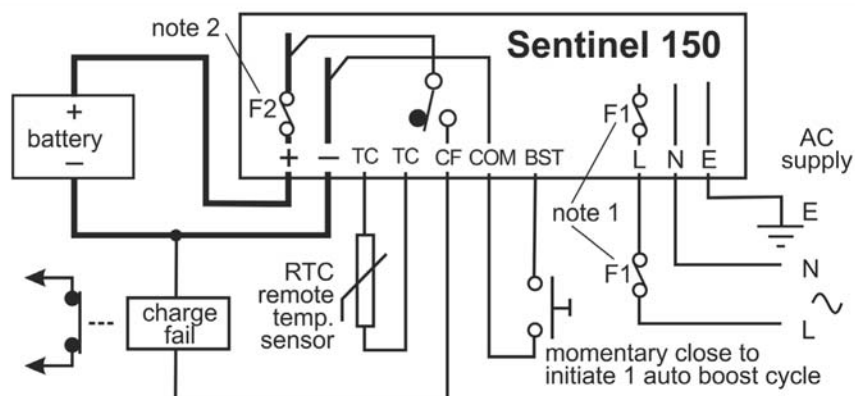 note 2
Sentinel 150
+
battery
−
F2
F1
+ − TC TC CF COM BST L N E
AC
supply
note 1
E
F1
N
L
RTC
remote
temp.
sensor
charge
fail
momentary close to
initiate 1 auto boost cycle